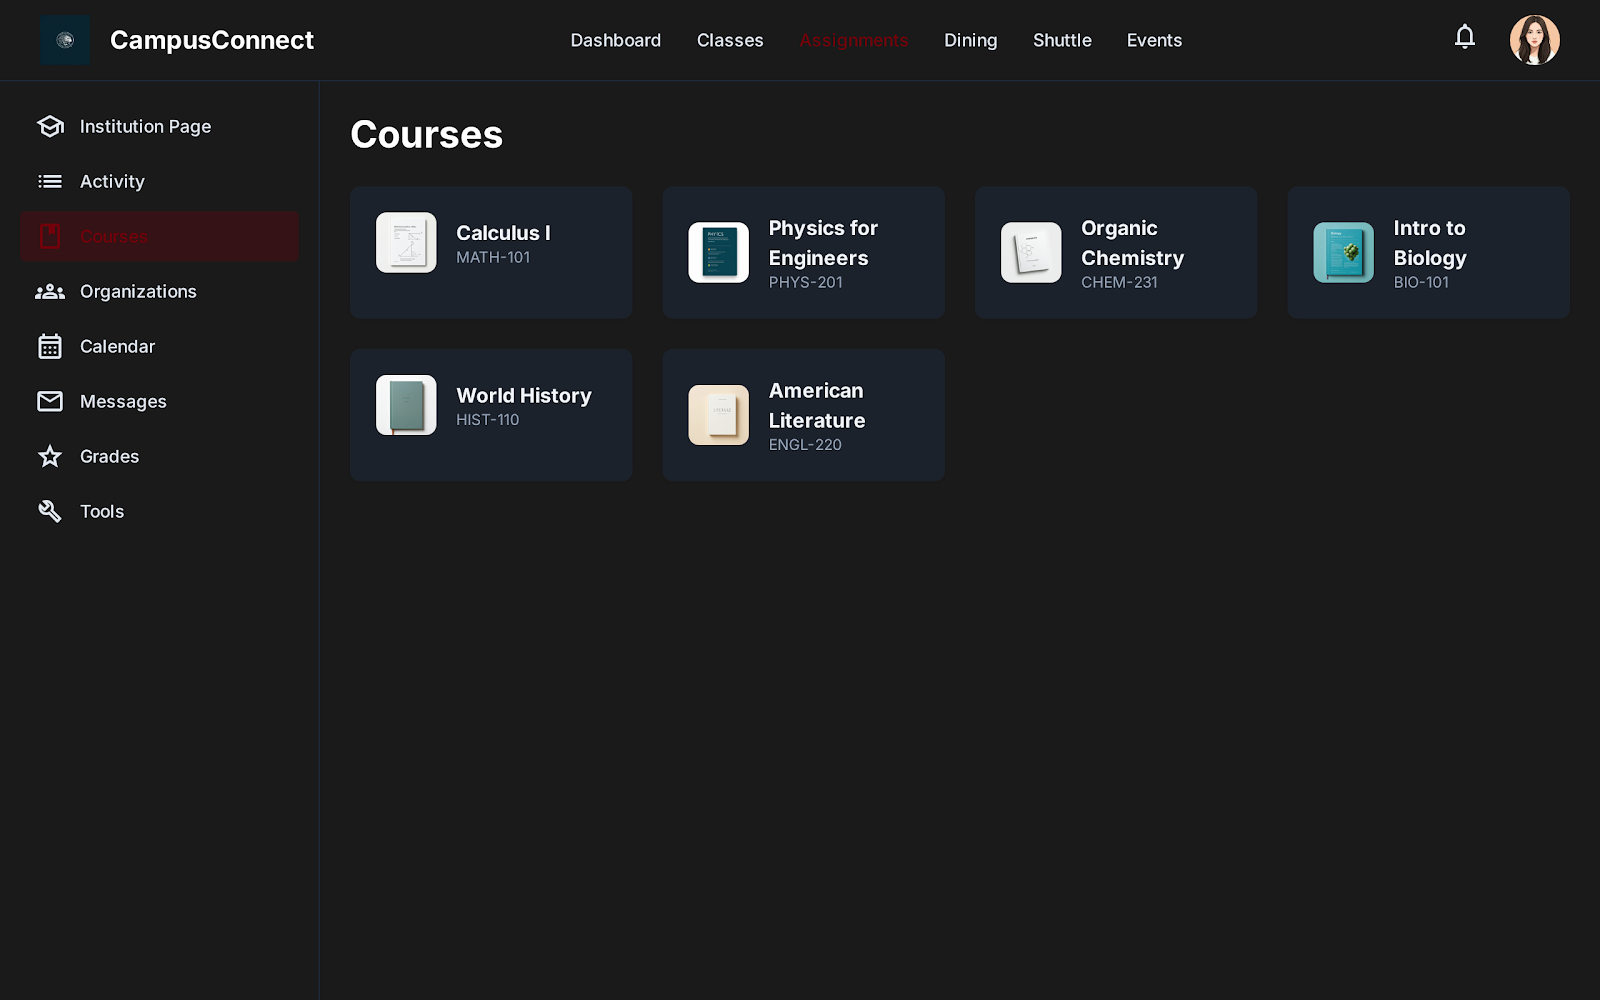 CampusConnect
Dashboard
Classes
Assignments
Dining
Shuttle
Events
Institution Page
Activity
Courses
Organizations
Calendar
Messages
Grades
Tools
Courses
Calculus I
MATH-101
Physics for
Engineers
PHYS-201
Organic
Chemistry
CHEM-231
Intro to
Biology
BIO-101
World History
HIST-110
American
Literature
ENGL-220
PHYSICS